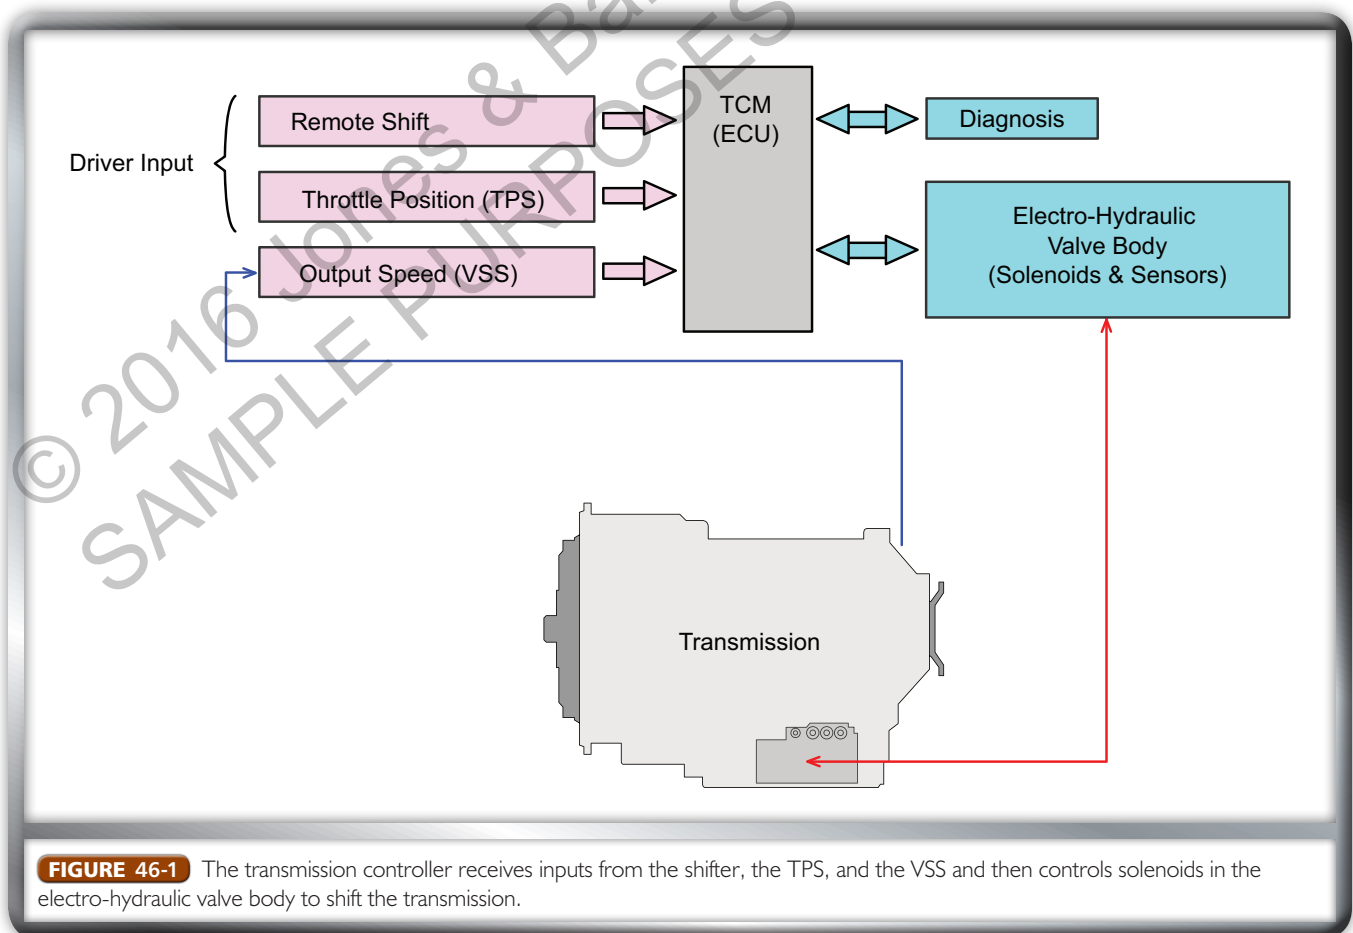 © 2016 Jones & Ba
SAMPLE PURPOSES
Driver Input
Remote Shift
Throttle Position (TPS)
Output Speed (VSS)
TCM
(ECU)
Diagnosis
Electro-Hydraulic
Valve Body
(Solenoids & Sensors)
Transmission
FIGURE 46-1 The transmission controller receives inputs from the shifter, the TPS, and the VSS and then controls solenoids in the
electro-hydraulic valve body to shift the transmission.